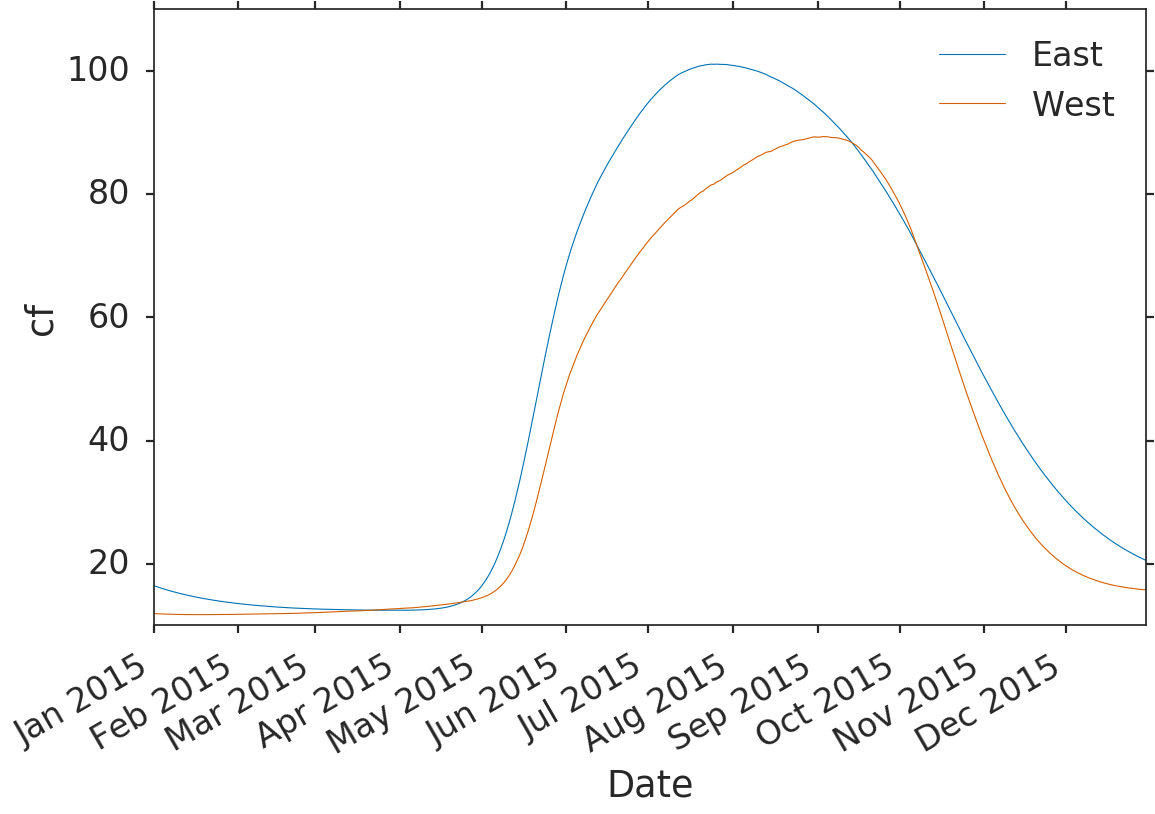 East
West
100
80
60
40
20
cf
Jan 2015
Feb 2015
Mar 2015
Apr 2015
May 2015
Jun 2015
Jul 2015
Aug 2015
Sep 2015
Oct 2015
Nov 2015
Dec 2015
Date